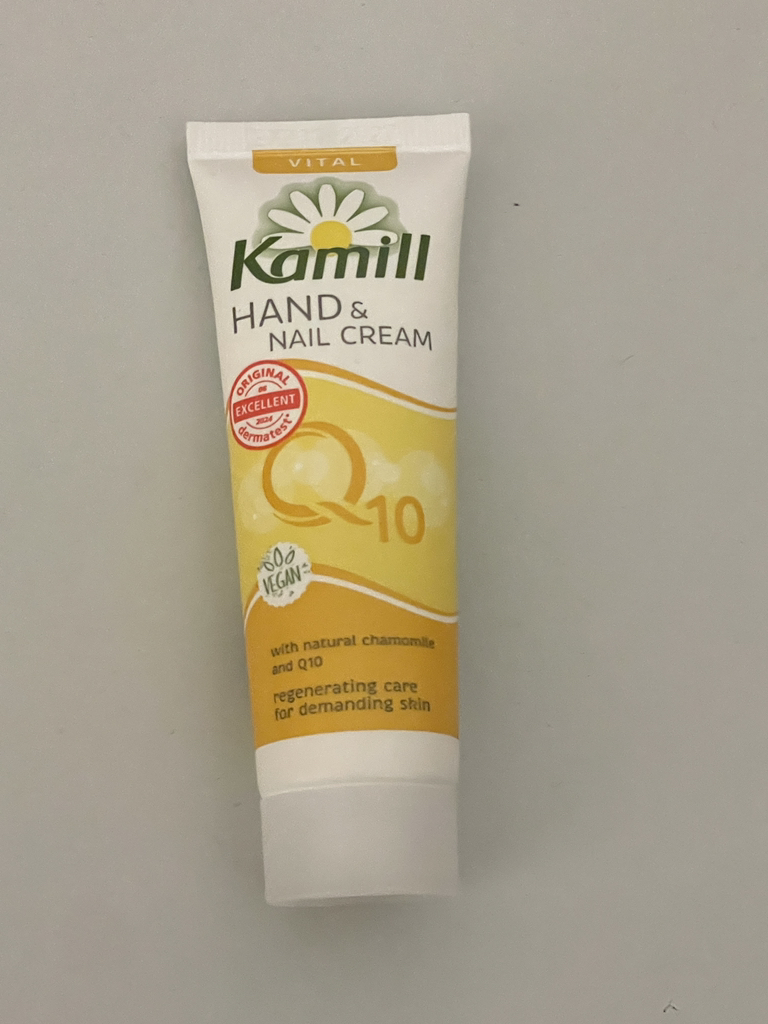 VITAL
Kamill
HAND &
NAIL CREAM
ORIGINAL
EXCELLENT
2024
dermatest®
Q10
VEGAN
with natural chamomile
and Q10
regenerating care
for demanding skin